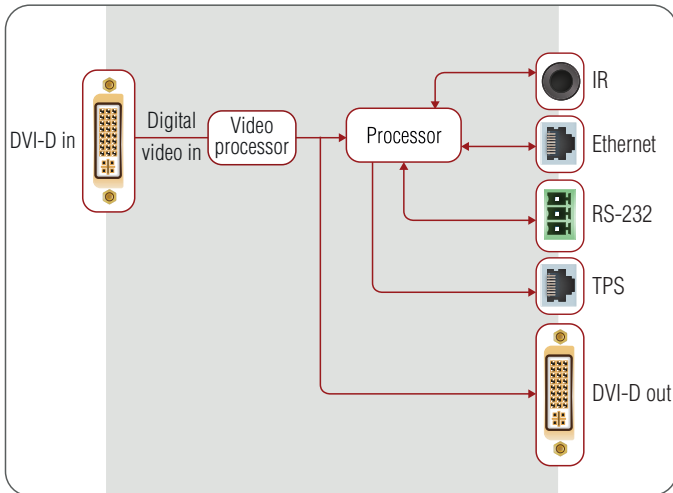 DVI-D in
Digital
video in
Video
processor
Processor
IR
Ethernet
RS-232
TPS
DVI-D out